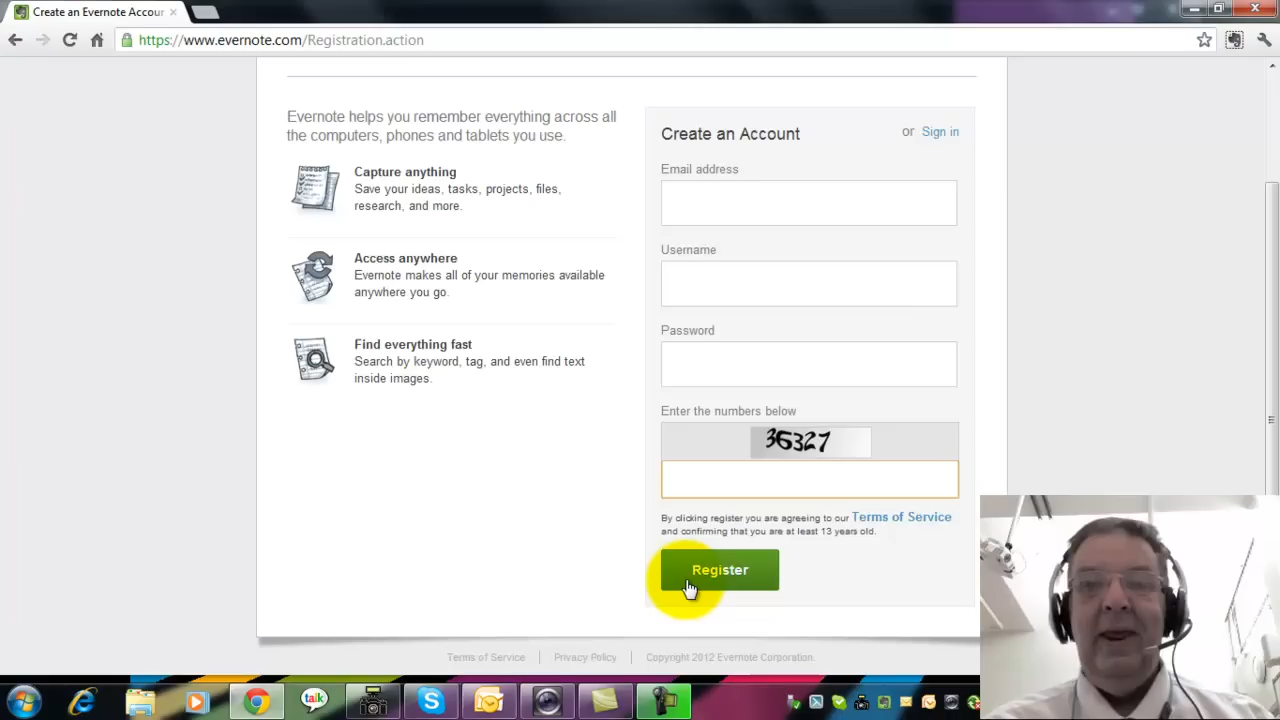 Create an Evernote Accour
https://www.evernote.com/Registration.action
Evernote helps you remember everything across all
the computers, phones and tablets you use.
Capture anything
Save your ideas, tasks, projects, files,
research, and more.
Access anywhere
Evernote makes all of your memories available
anywhere you go.
Find everything fast
Search by keyword, tag, and even find text
inside images.
Create an Account
or Sign in
Email address
Username
Password
Enter the numbers below
36327
By clicking register you are agreeing to our Terms of Service
and confirming that you are at least 13 years old.
Register
Terms of Service
Privacy Policy
Copyright 2012 Evernote Corporation.
talk